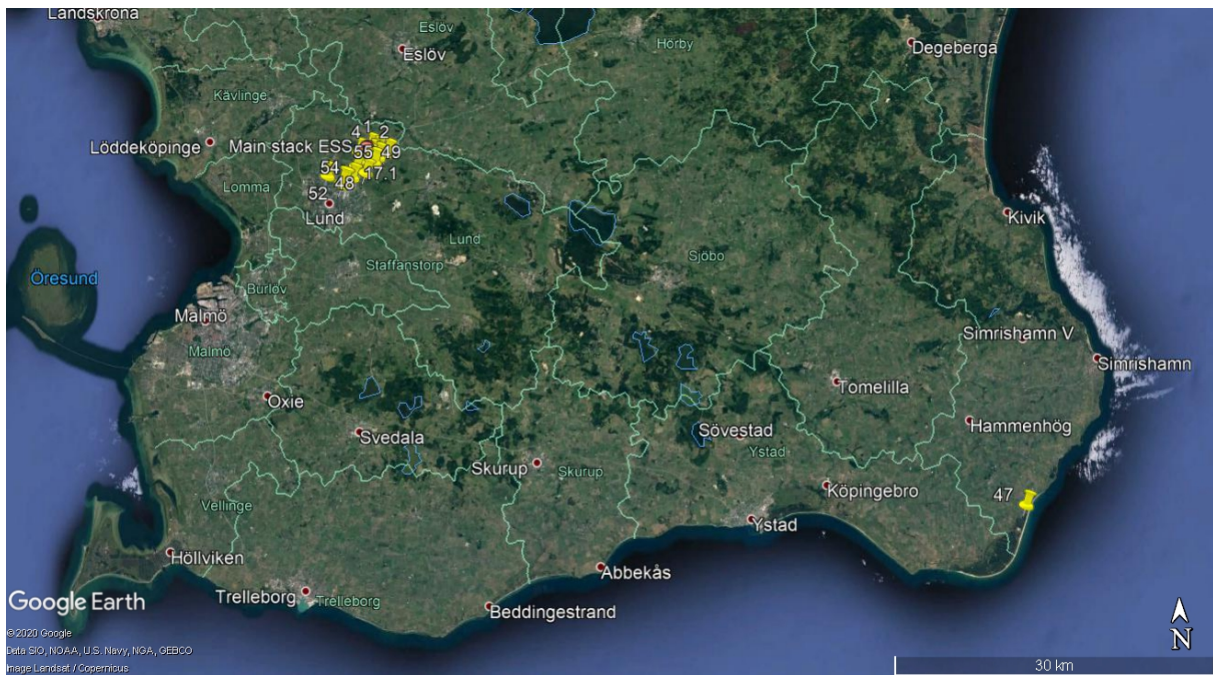 Landskrona
Eslöv
Eslöv
Hörby
Degeberga
Kävlinge
4 1 2
Löddeköpinge
Main stack ESS
55 49
54
17.1
48
Lomma
52
Lund
Kivik
Lund
Staffanstorp
Sjöbo
Öresund
Burlöv
Malmö
Malmö
Simrishamn V
Simrishamn
Tomelilla
Oxie
Hammenhög
Svedala
Sövestad
Ystad
Skurup
Skurup
Köpingebro
47
Vellinge
Ystad
Höllviken
Abbekås
Trelleborg
Trelleborg
Beddingestrand
Google Earth
©2020 Google
Data SIO, NOAA, U.S. Navy, NGA, GEBCO
Image Landsat / Copernicus
N
30 km